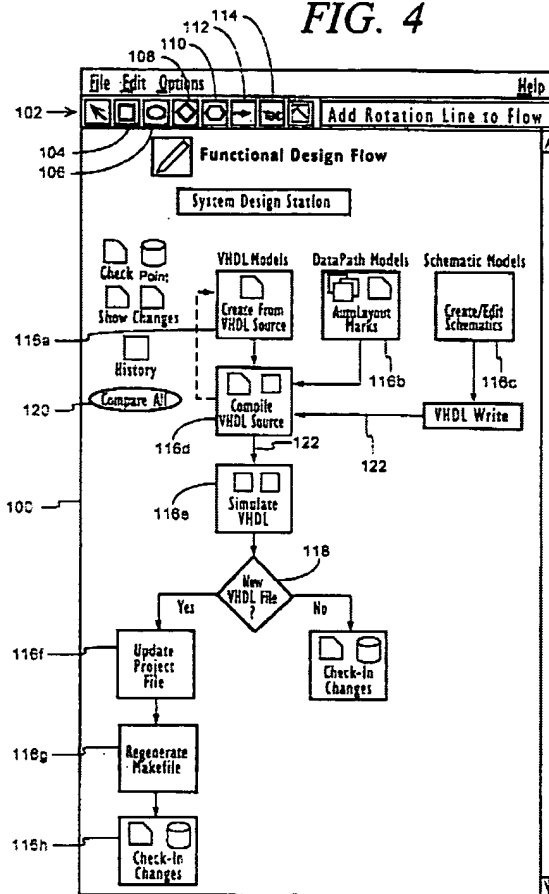 FIG. 4
114
112
110
108
File Edit Options Help
102
Add Rotation Line to Flow
104
106
Functional Design Flow
System Design Station
VHDL Models
DataPath Models
Schematic Models
Check Point
Create From
VHDL Source
AutoLayout
Marks
Create/Edit
Schematics
Show Changes
116a
116b
116c
History
120
Compare All
Compile
VHDL Source
VHDL Write
116d
122
122
100
116e
Simulate
VHDL
118
New
VHDL File
?
Yes
No
116f
Update
Project
File
Check-In
Changes
116g
Regenerate
Makefile
116h
Check-In
Changes